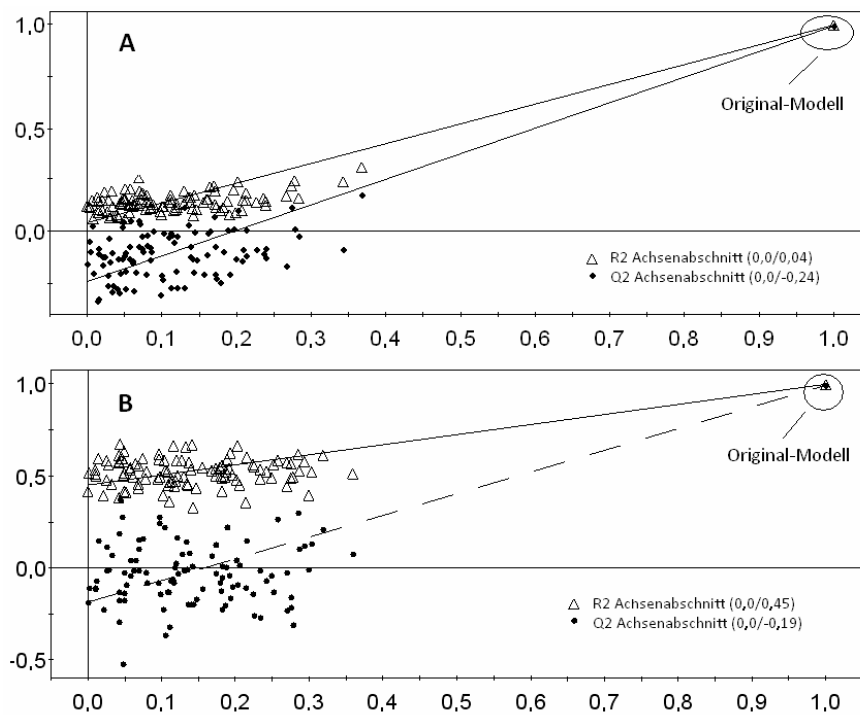 A
1,0
0,5
0,0
Original-Modell
R2 Achsenabschnitt (0,0/0,04)
Q2 Achsenabschnitt (0,0/-0,24)
0,0 0,1 0,2 0,3 0,4 0,5 0,6 0,7 0,8 0,9 1,0
B
1,0
0,5
0,0
-0,5
Original-Modell
R2 Achsenabschnitt (0,0/0,45)
Q2 Achsenabschnitt (0,0/-0,19)
0,0 0,1 0,2 0,3 0,4 0,5 0,6 0,7 0,8 0,9 1,0